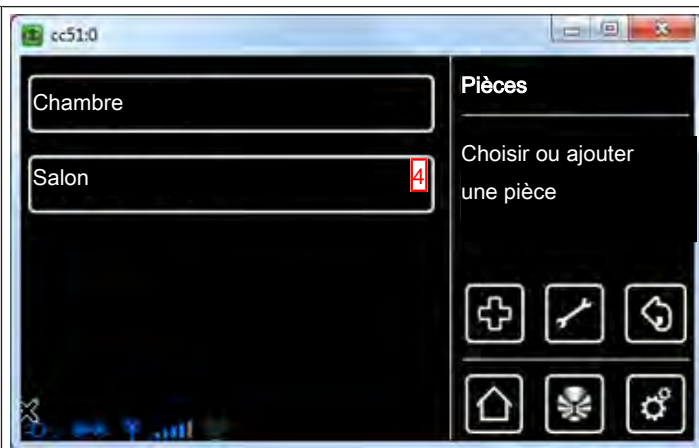 cc51:0
Chambre
Pièces
Salon
4
Choisir ou ajouter
une pièce